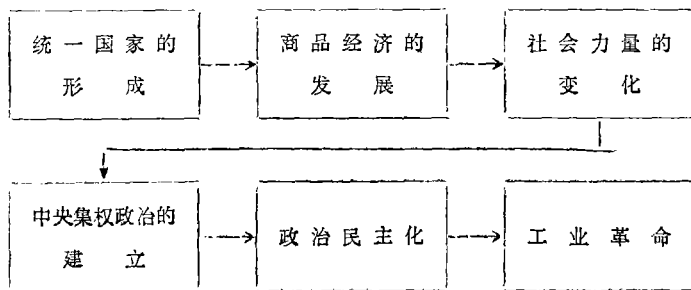 统一国家的
形成
商品经济的
发展
社会力量的
变化
中央集权政治的
建立
政治民主化
工业革命